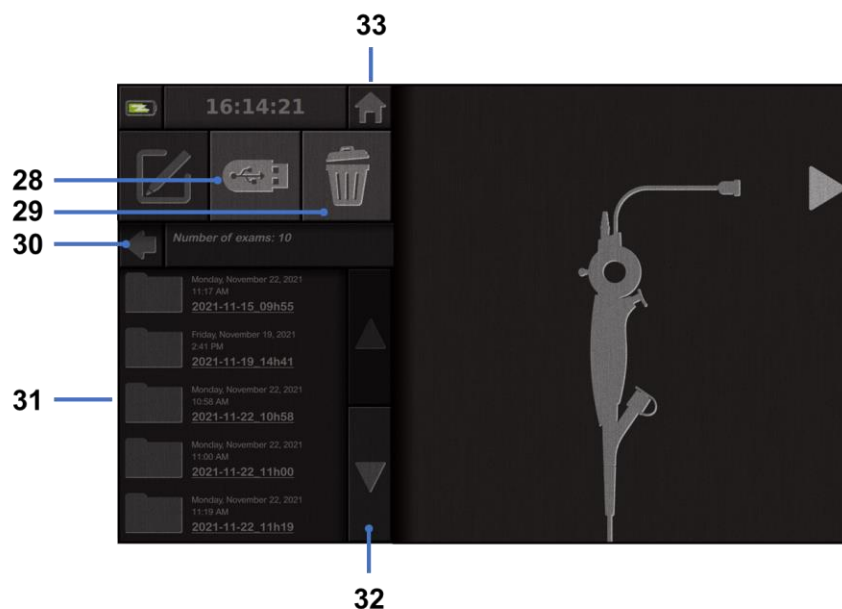 33
16:14:21
28
29
30
Number of exams: 10
Monday, November 22, 2021
11:17 AM
2021-11-15_09h55
Friday, November 19, 2021
2:41 PM
2021-11-19_14h41
31
Monday, November 22, 2021
10:58 AM
2021-11-22_10h58
Monday, November 22, 2021
11:00 AM
2021-11-22_11h00
Monday, November 22, 2021
11:19 AM
2021-11-22_11h19
32